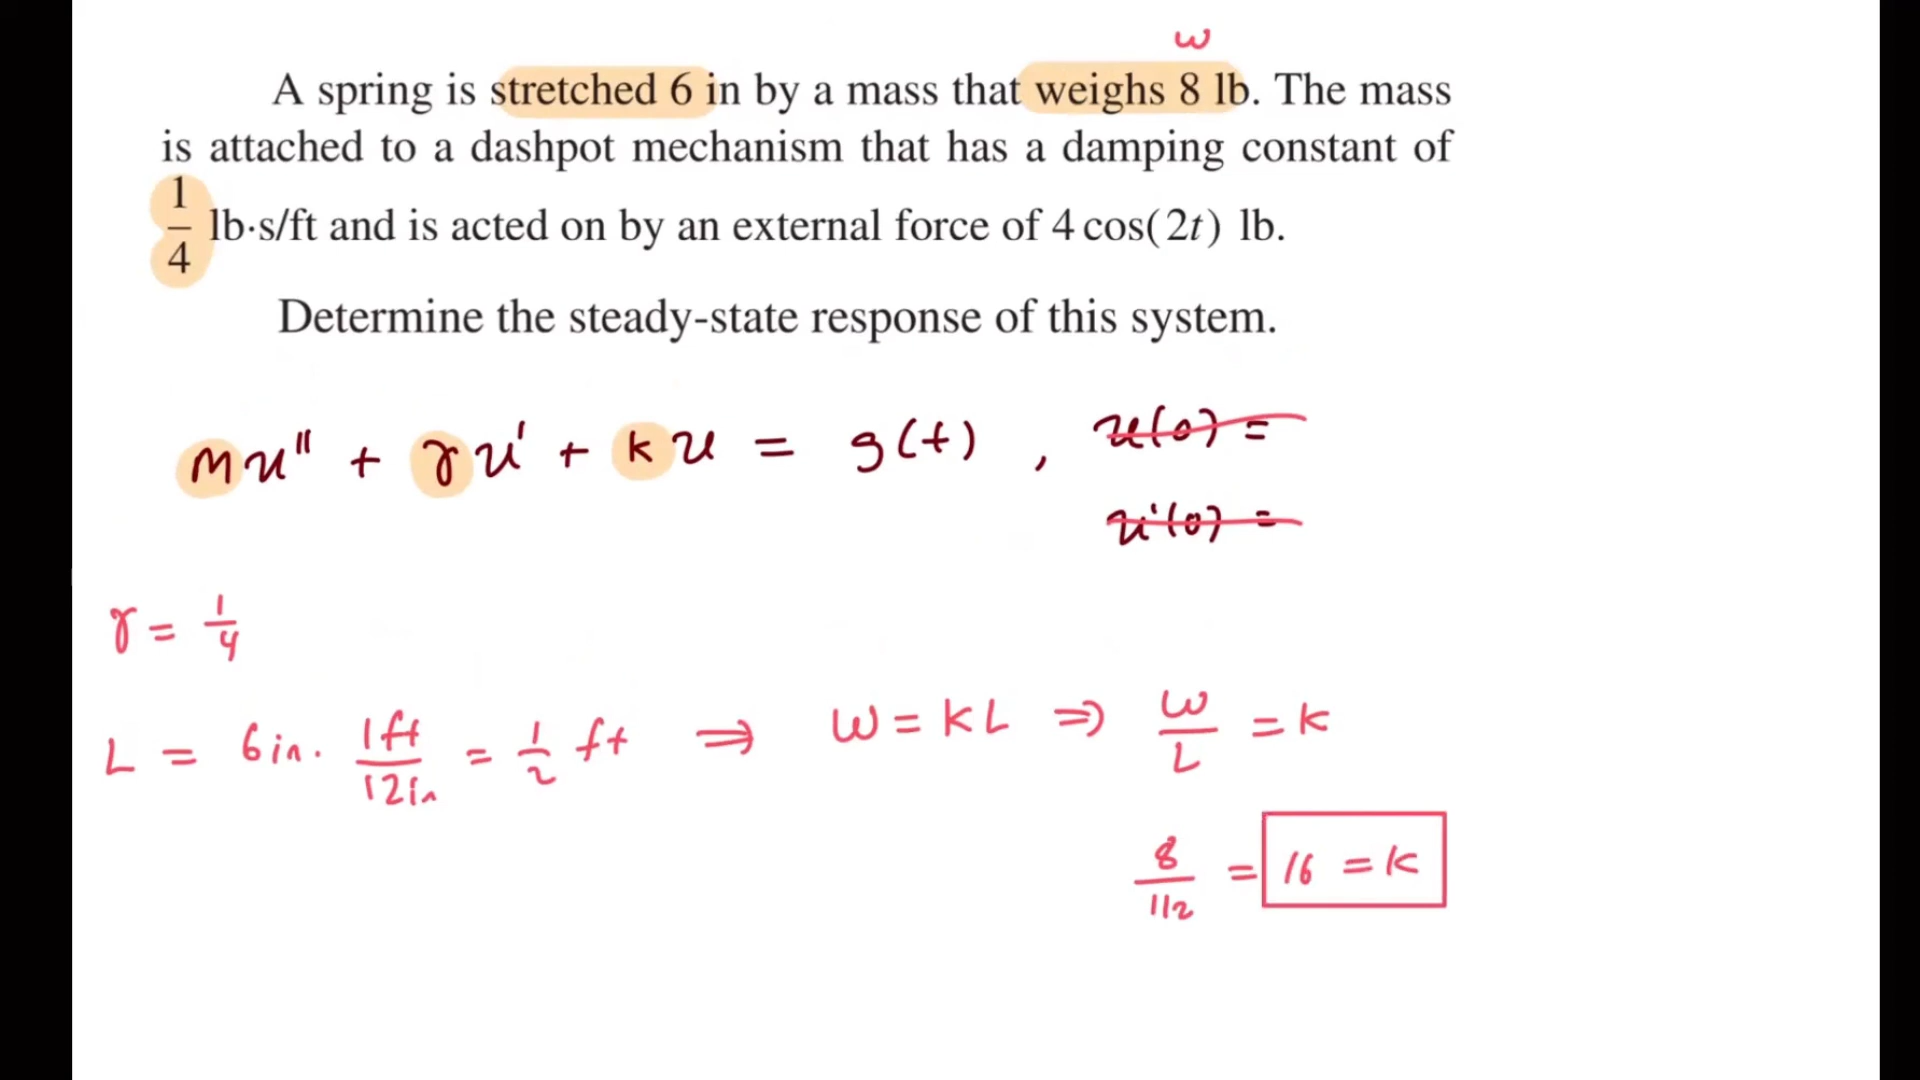 w
A spring is stretched 6 in by a mass that weighs 8 lb. The mass
is attached to a dashpot mechanism that has a damping constant of
1/4 lb·s/ft and is acted on by an external force of 4 cos(2t) lb.
Determine the steady-state response of this system.
mu'' + γu' + ku = g(t) , u(0) =
u'(0) =
γ = 1/4
L = 6in. 1ft/12in = 1/2 ft ⇒ w = kL ⇒ w/L = k
8/1/2 = 16 = k